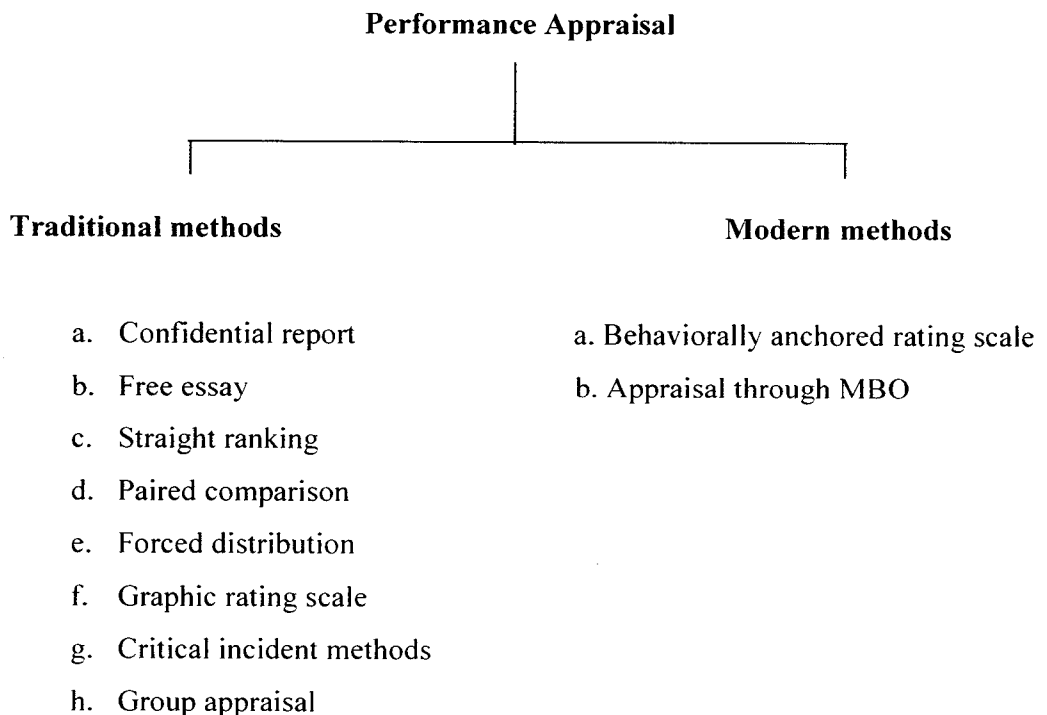 Performance Appraisal
Traditional methods
a. Confidential report
b. Free essay
c. Straight ranking
d. Paired comparison
e. Forced distribution
f. Graphic rating scale
g. Critical incident methods
h. Group appraisal
Modern methods
a. Behaviorally anchored rating scale
b. Appraisal through MBO